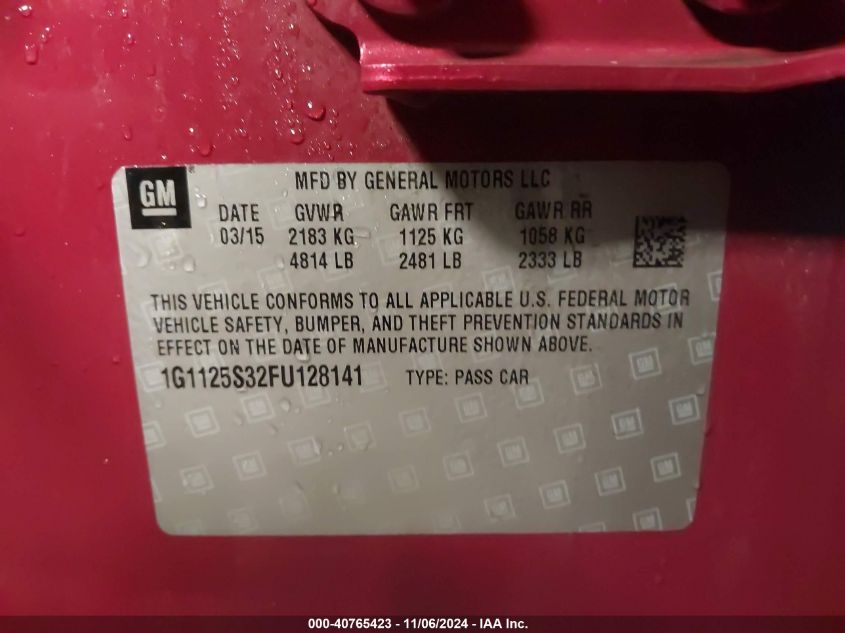 GM
MFD BY GENERAL MOTORS LLC
DATE GVWR GAWR FRT GAWR RR
03/15 2183 KG 1125 KG 1058 KG
4814 LB 2481 LB 2333 LB
THIS VEHICLE CONFORMS TO ALL APPLICABLE U.S. FEDERAL MOTOR
VEHICLE SAFETY, BUMPER, AND THEFT PREVENTION STANDARDS IN
EFFECT ON THE DATE OF MANUFACTURE SHOWN ABOVE.
1G1125S32FU128141 TYPE: PASS CAR
000-40765423 - 11/06/2024 - IAA Inc.